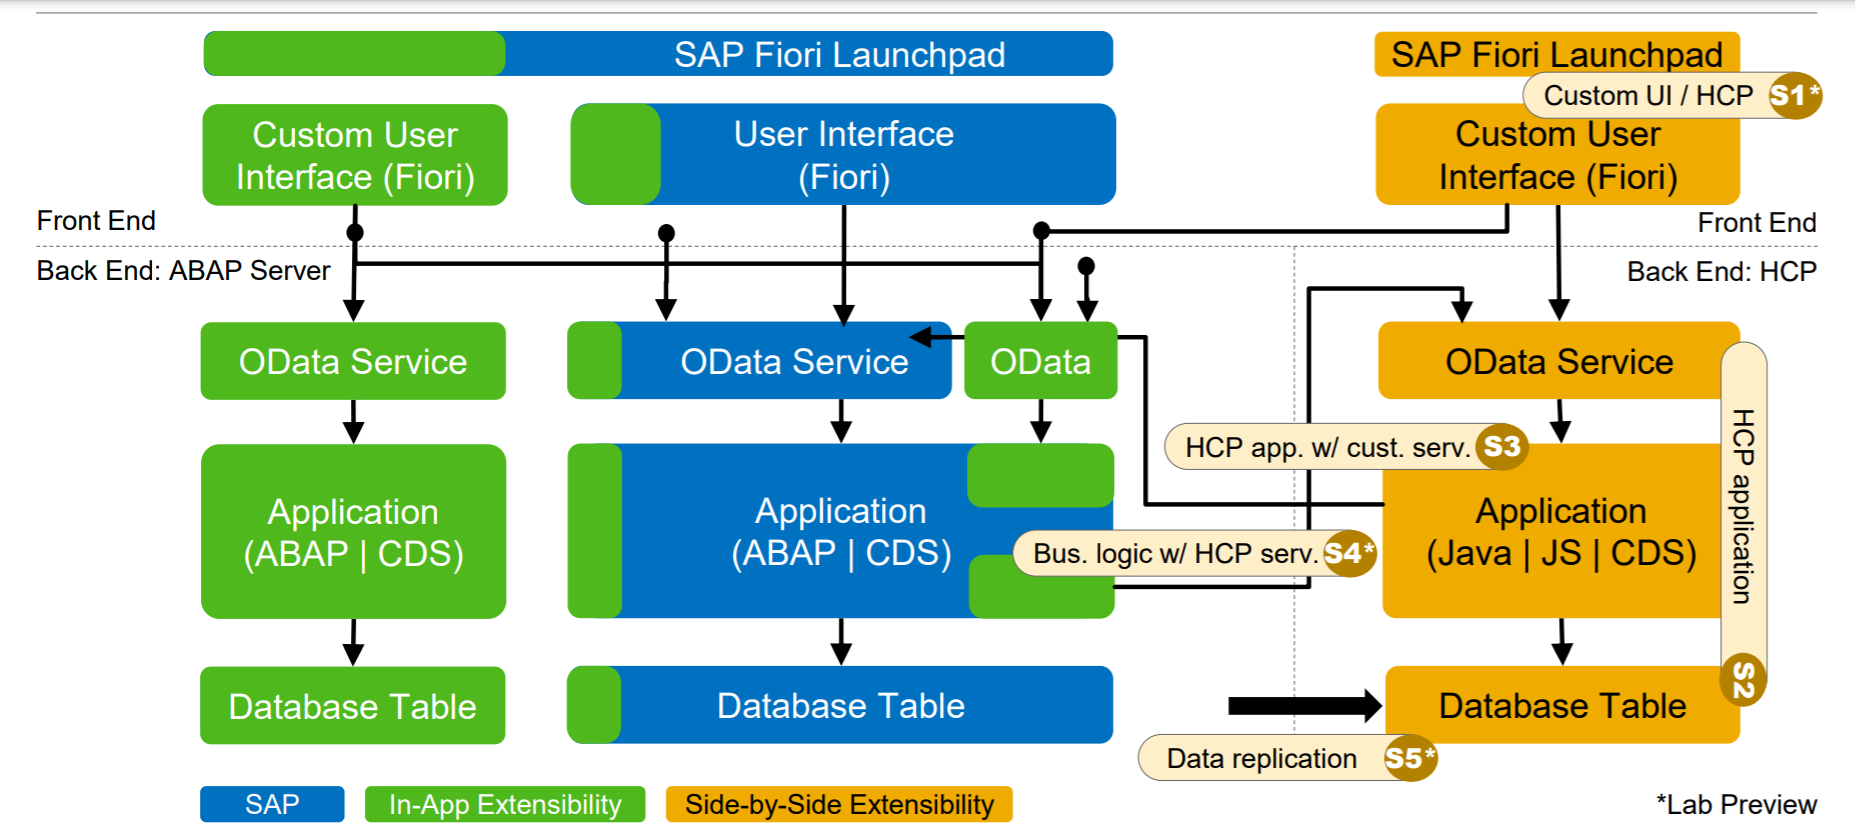 SAP Fiori Launchpad
SAP Fiori Launchpad
Custom UI / HCP S1*
Custom User
Interface (Fiori)
User Interface
(Fiori)
Custom User
Interface (Fiori)
Front End
Front End
Back End: ABAP Server
Back End: HCP
OData Service
OData Service
OData
OData Service
HCP app. w/ cust. serv. S3
HCP application S2
Application
(ABAP | CDS)
Application
(ABAP | CDS)
Bus. logic w/ HCP serv. S4*
Application
(Java | JS | CDS)
Database Table
Database Table
Database Table
Data replication S5*
SAP
In-App Extensibility
Side-by-Side Extensibility
*Lab Preview